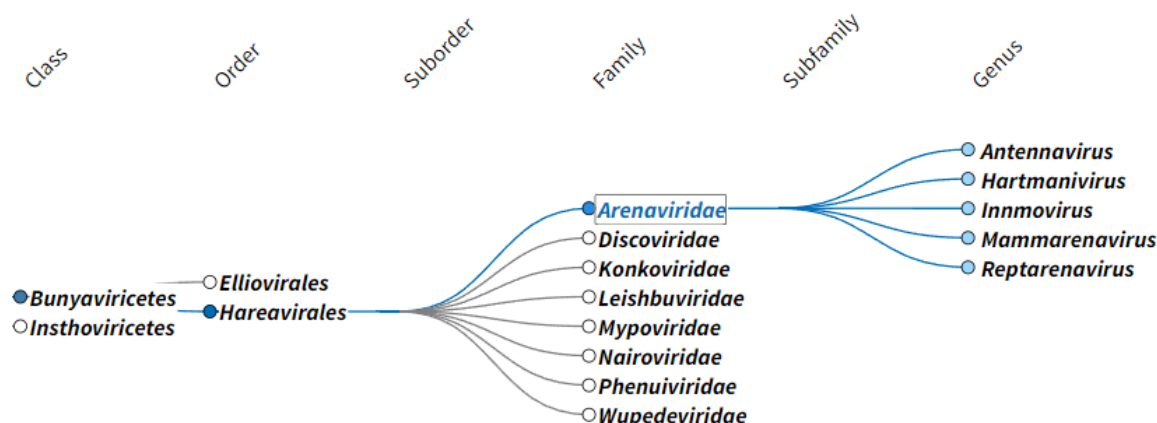 Class
Order
Suborder
Family
Subfamily
Genus
Antennavirus
Hartmanivirus
Arenaviridae
Innmovirus
Discoviridae
Mammarenavirus
Konkoviridae
Reptarenavirus
Elliovirales
Bunyaviricetes
Leishbuviridae
Hareavirales
Insthoviricetes
Mypoviridae
Nairoviridae
Phenuiviridae
Wupedeviridae